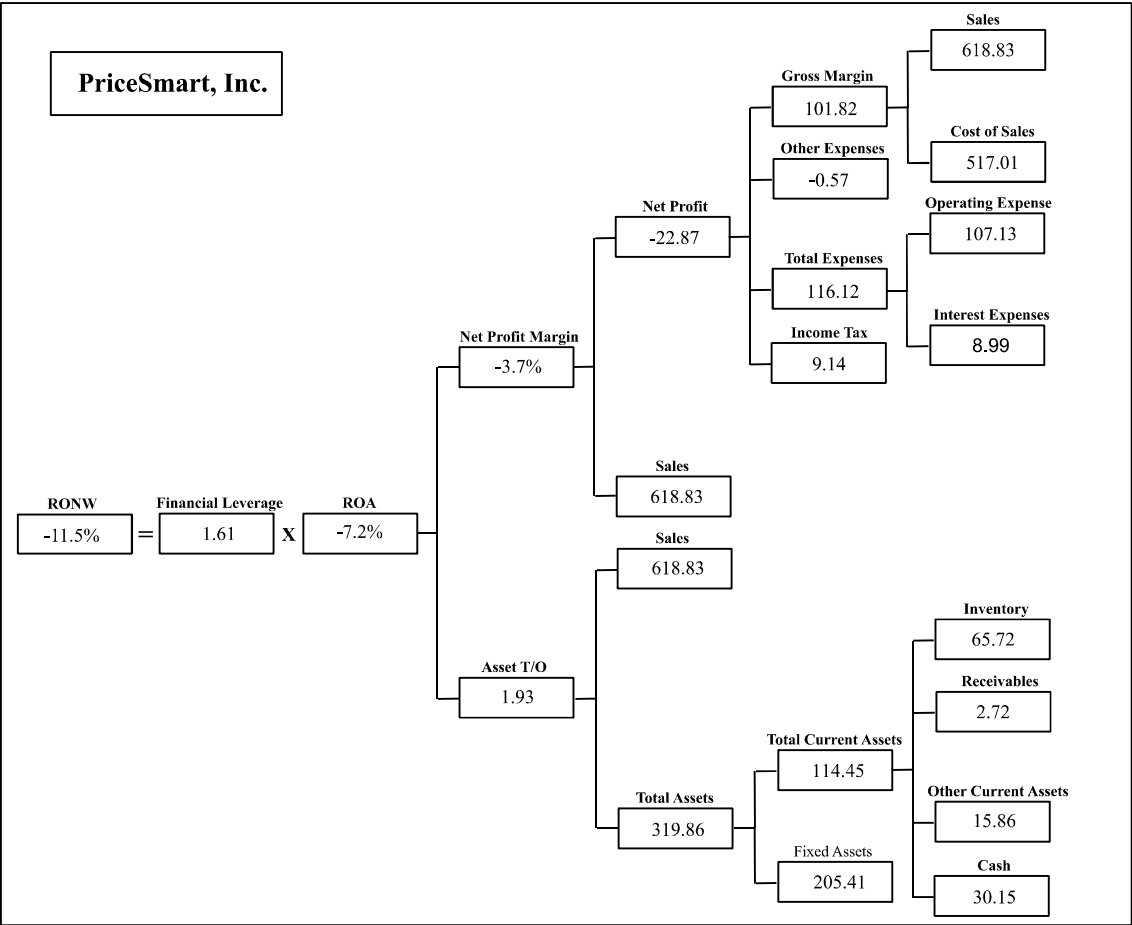 PriceSmart, Inc.
Sales
618.83
Gross Margin
101.82
Cost of Sales
517.01
Other Expenses
-0.57
Net Profit
-22.87
Operating Expense
107.13
Total Expenses
116.12
Interest Expenses
8.99
Income Tax
9.14
Net Profit Margin
-3.7%
Sales
618.83
RONW
-11.5%
=
Financial Leverage
1.61
X
ROA
-7.2%
Sales
618.83
Asset T/O
1.93
Inventory
65.72
Receivables
2.72
Total Current Assets
114.45
Other Current Assets
15.86
Total Assets
319.86
Fixed Assets
205.41
Cash
30.15